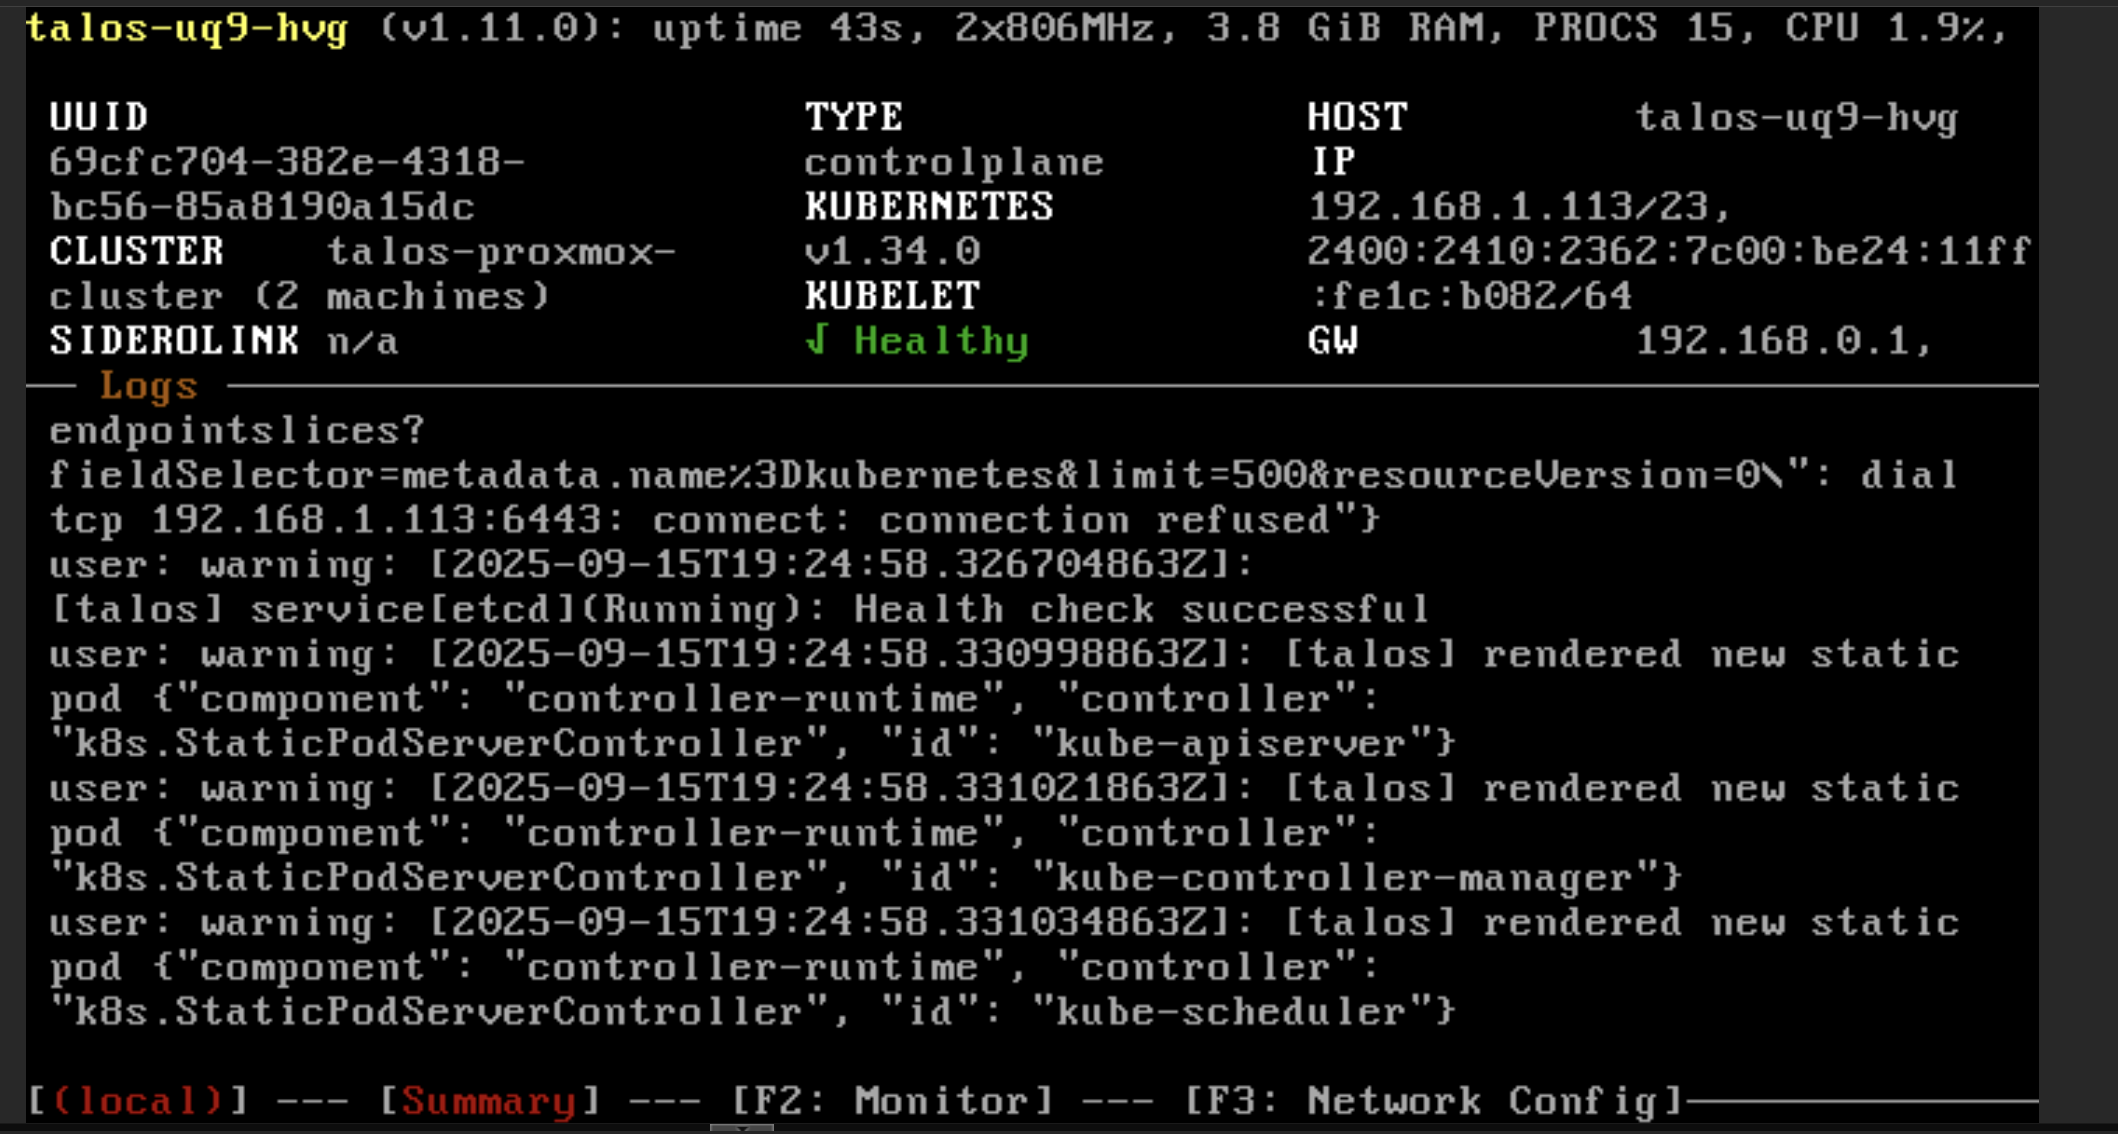 talos-uq9-hvg (v1.11.0): uptime 43s, 2x806MHz, 3.8 GiB RAM, PROCS 15, CPU 1.9%,
UUID TYPE HOST talos-uq9-hvg
69cfc704-382e-4318- controlplane IP
bc56-85a8190a15dc KUBERNETES 192.168.1.113/23,
CLUSTER talos-proxmox- v1.34.0 2400:2410:2362:7c00:be24:11ff
cluster (2 machines) KUBELET :fe1c:b082/64
SIDEROLINK n/a √ Healthy GW 192.168.0.1,
Logs
endpointslices?
fieldSelector=metadata.name%3Dkubernetes&limit=500&resourceVersion=0\": dial
tcp 192.168.1.113:6443: connect: connection refused"}
user: warning: [2025-09-15T19:24:58.326704863Z]:
[talos] service[etcd](Running): Health check successful
user: warning: [2025-09-15T19:24:58.330998863Z]: [talos] rendered new static
pod {"component": "controller-runtime", "controller":
"k8s.StaticPodServerController", "id": "kube-apiserver"}
user: warning: [2025-09-15T19:24:58.331021863Z]: [talos] rendered new static
pod {"component": "controller-runtime", "controller":
"k8s.StaticPodServerController", "id": "kube-controller-manager"}
user: warning: [2025-09-15T19:24:58.331034863Z]: [talos] rendered new static
pod {"component": "controller-runtime", "controller":
"k8s.StaticPodServerController", "id": "kube-scheduler"}
[(local)] --- [Summary] --- [F2: Monitor] --- [F3: Network Config]